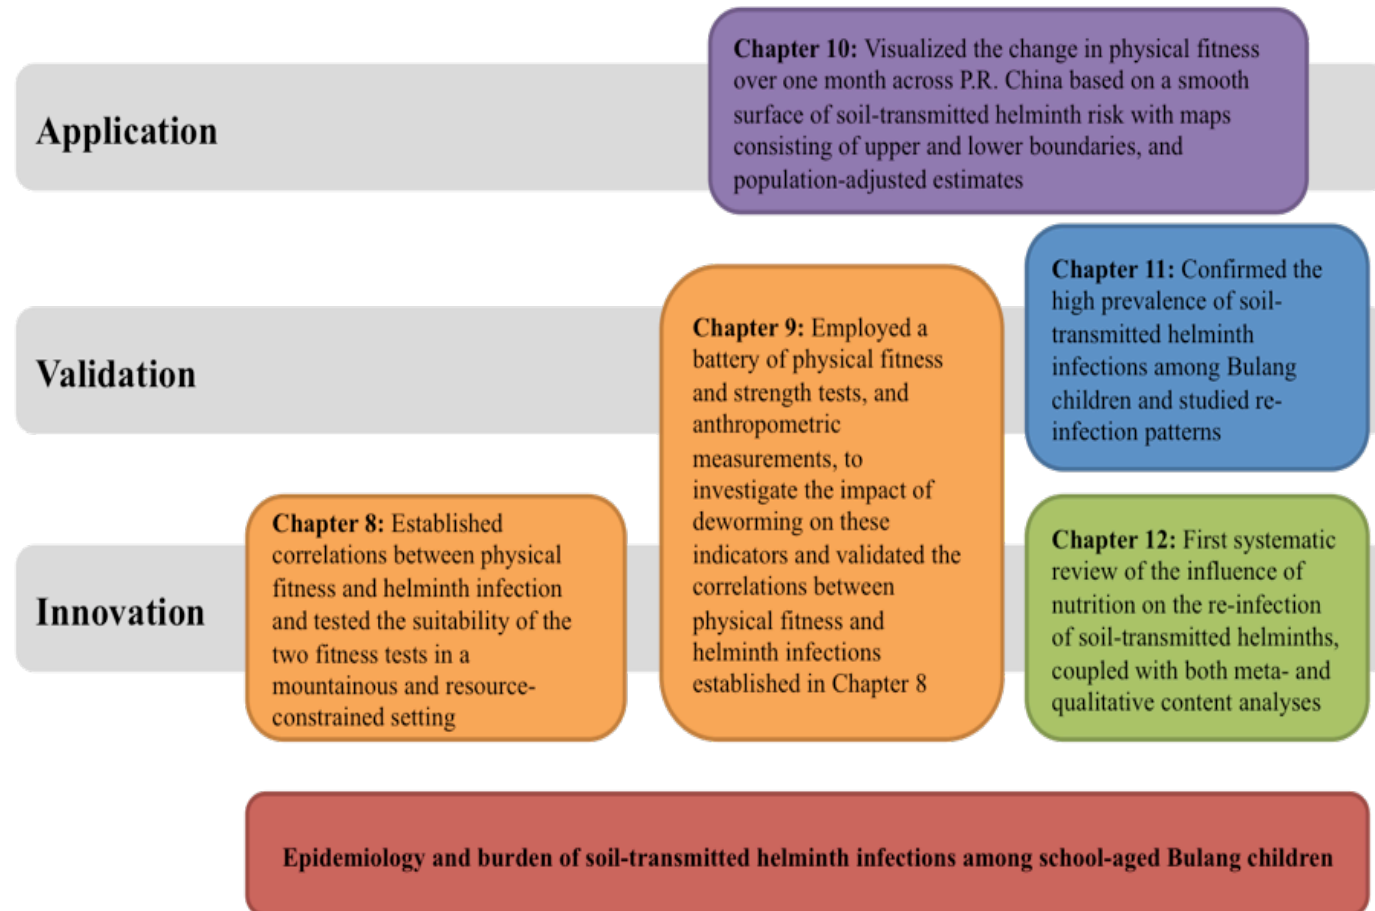 Application
Chapter 10: Visualized the change in physical fitness
over one month across P.R. China based on a smooth
surface of soil-transmitted helminth risk with maps
consisting of upper and lower boundaries, and
population-adjusted estimates
Validation
Chapter 9: Employed a
battery of physical fitness
and strength tests, and
anthropometric
measurements, to
investigate the impact of
deworming on these
indicators and validated the
correlations between
physical fitness and
helminth infections
established in Chapter 8
Chapter 11: Confirmed the
high prevalence of soil-
transmitted helminth
infections among Bulang
children and studied re-
infection patterns
Innovation
Chapter 8: Established
correlations between physical
fitness and helminth infection
and tested the suitability of the
two fitness tests in a
mountainous and resource-
constrained setting
Chapter 12: First systematic
review of the influence of
nutrition on the re-infection
of soil-transmitted helminths,
coupled with both meta- and
qualitative content analyses
Epidemiology and burden of soil-transmitted helminth infections among school-aged Bulang children